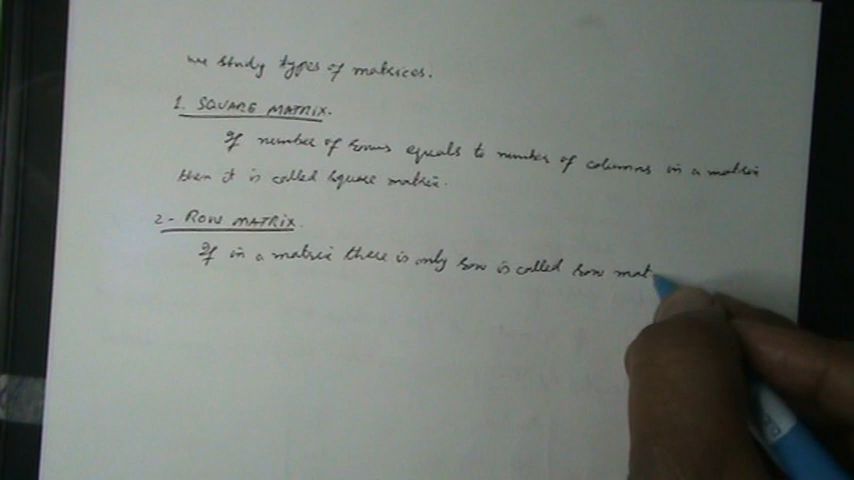 we study types of matrices.
1. SQUARE MATRIX.
If number of rows equals to number of columns in a matrix
then it is called square matrix.
2- ROW MATRIX.
If in a matrix there is only row is called row mat